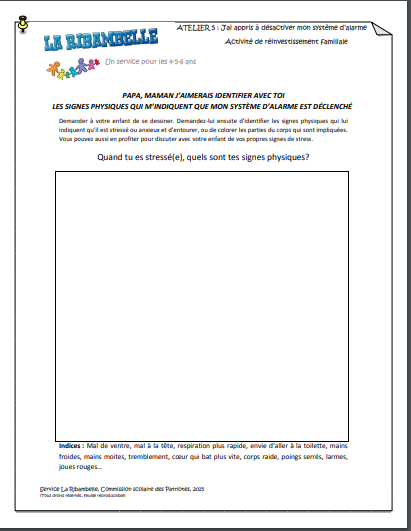 ATELIER 5 : J'ai appris à désactiver mon système d'alarme
LA RIBAMBELLE
Activité de réinvestissement familiale
Un service pour les 4-5-6 ans
PAPA, MAMAN J'AIMERAIS IDENTIFIER AVEC TOI
LES SIGNES PHYSIQUES QUI M'INDIQUENT QUE MON SYSTÈME D'ALARME EST DÉCLENCHÉ
Demander à votre enfant de se dessiner. Demandez-lui ensuite d'identifier les signes physiques qui lui
indiquent qu'il est stressé ou anxieux et d'entourer, ou de colorer les parties du corps qui sont impliquées.
Vous pouvez aussi en profiter pour discuter avec votre enfant de vos propres signes de stress.
Quand tu es stressé(e), quels sont tes signes physiques?
Indices : Mal de ventre, mal à la tête, respiration plus rapide, envie d'aller à la toilette, mains
froides, mains moites, tremblement, cœur qui bat plus vite, corps raide, poings serrés, larmes,
joues rouges…
Service La Ribambelle, Commission scolaire des Patriotes, 2015
(Tous droits réservés, feuille reproductible)